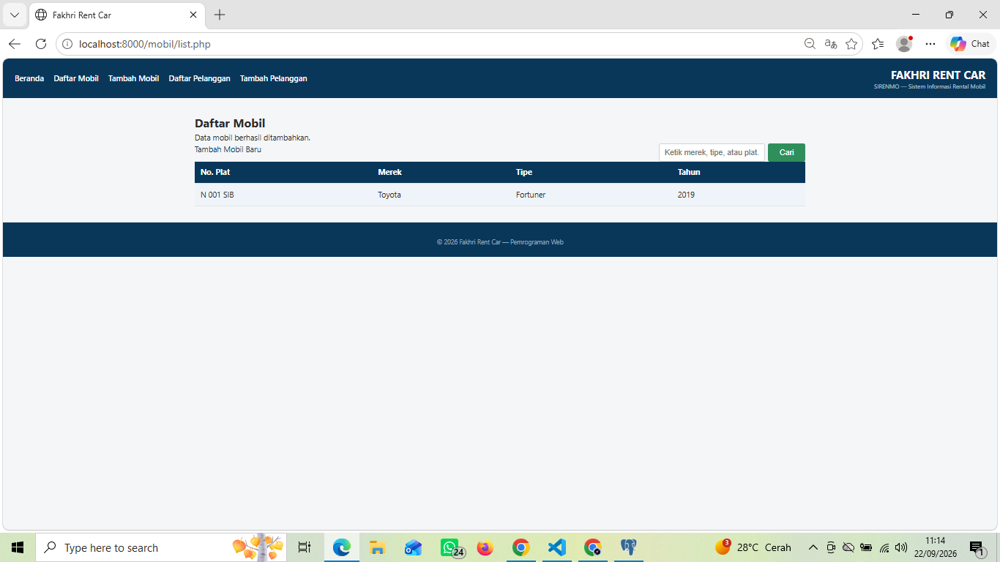 Fakhri Rent Car
localhost:8000/mobil/list.php
Chat
Beranda Daftar Mobil Tambah Mobil Daftar Pelanggan Tambah Pelanggan
FAKHRI RENT CAR
SIRENMO — Sistem Informasi Rental Mobil
Daftar Mobil
Data mobil berhasil ditambahkan.
Tambah Mobil Baru
Ketik merek, tipe, atau plat. Cari
No. Plat Merek Tipe Tahun
N 001 SIB Toyota Fortuner 2019
© 2026 Fakhri Rent Car — Pemrograman Web
Type here to search
24
3
28°C Cerah
11:14
22/09/2026
1